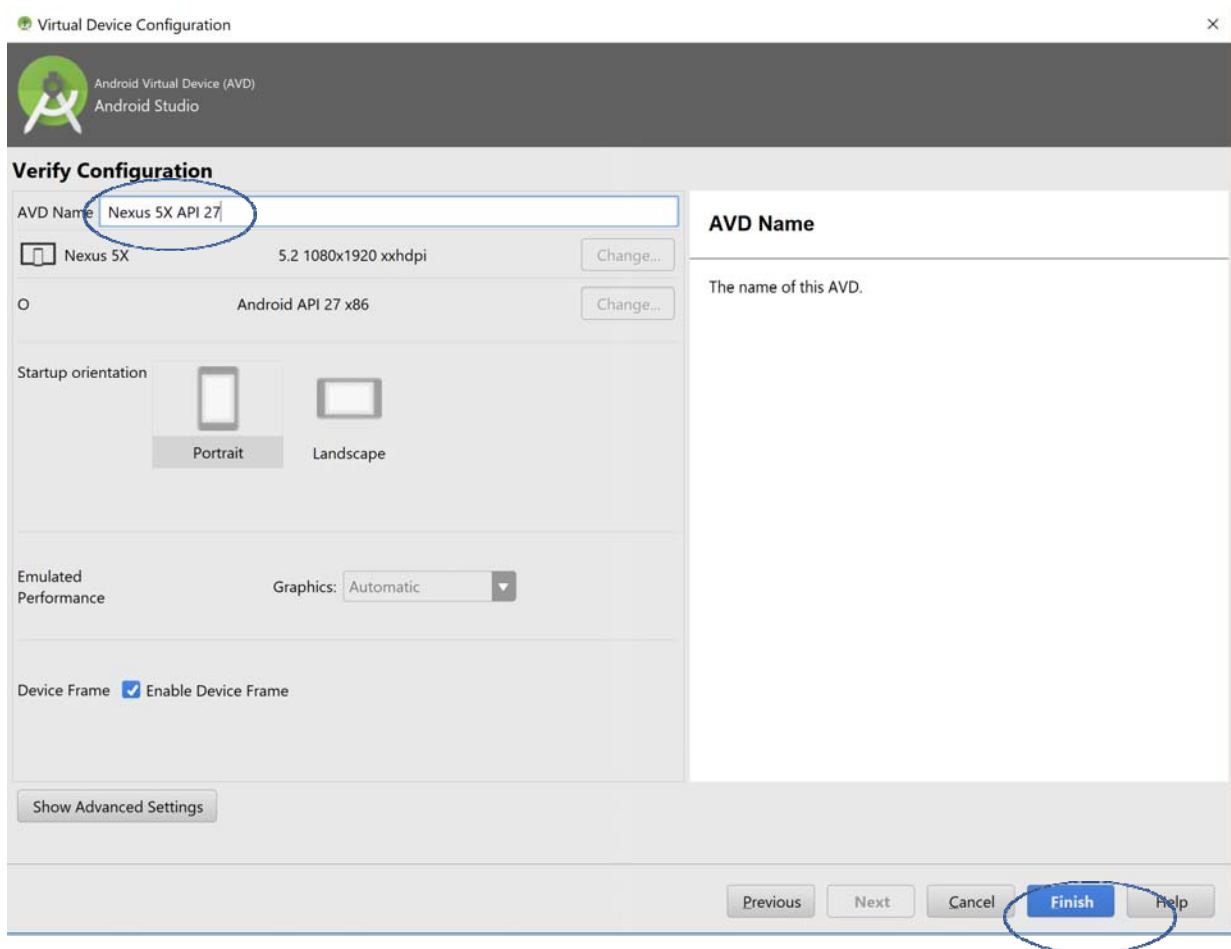 Virtual Device Configuration
Android Virtual Device (AVD)
Android Studio
Verify Configuration
AVD Name Nexus 5X API 27
Nexus 5X 5.2 1080x1920 xxhdpi Change...
O Android API 27 x86 Change...
Startup orientation
Portrait Landscape
Emulated
Performance
Graphics: Automatic
Device Frame Enable Device Frame
Show Advanced Settings
AVD Name
The name of this AVD.
Previous Next Cancel Finish Help